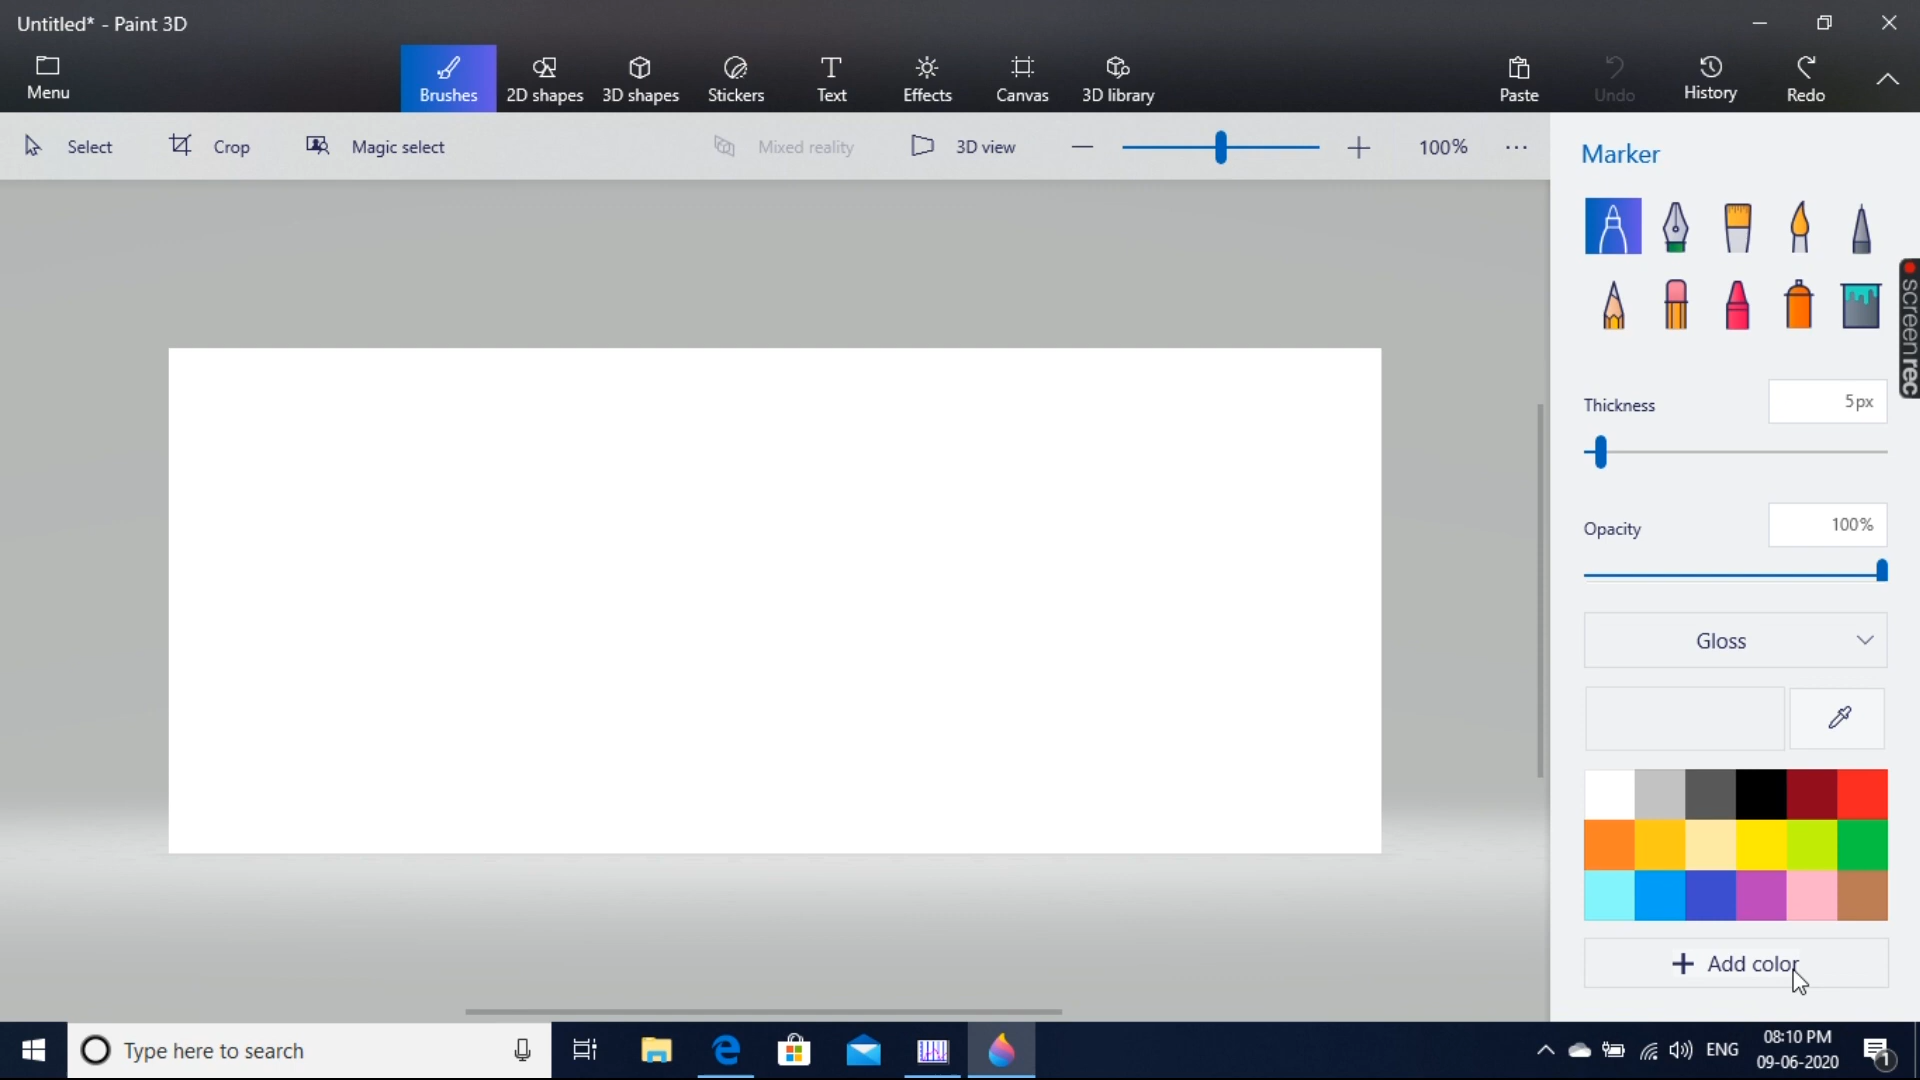 Untitled* - Paint 3D
Menu
Brushes
2D shapes
3D shapes
Stickers
Text
Effects
Canvas
3D library
Paste
Undo
History
Redo
Select
Crop
Magic select
Mixed reality
3D view
100%
Marker
screenrec
Thickness
5px
Opacity
100%
Gloss
Add color
Type here to search
ENG
08:10 PM
09-06-2020
1